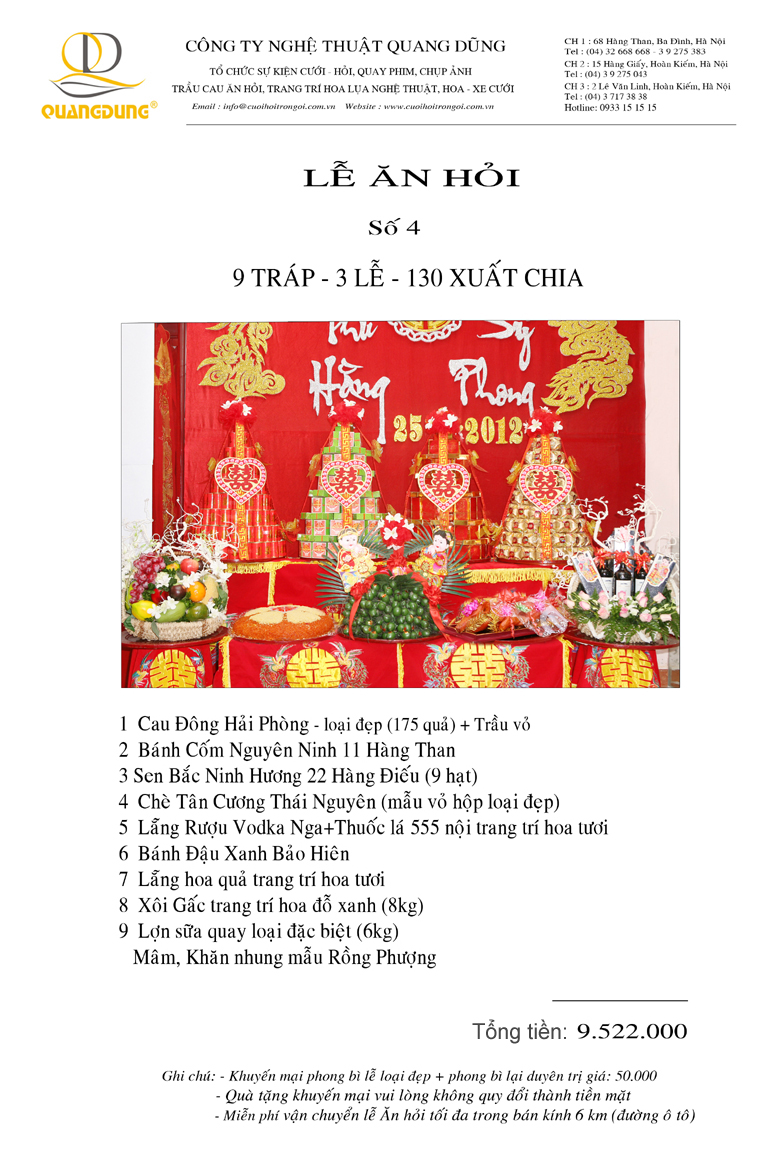 QUANGDUNG®
CÔNG TY NGHỆ THUẬT QUANG DŨNG
TỔ CHỨC SỰ KIỆN CƯỚI - HỎI, QUAY PHIM, CHỤP ẢNH
TRẦU CAU ĂN HỎI, TRANG TRÍ HOA LỤA NGHỆ THUẬT, HOA - XE CƯỚI
Email : info@cuoihoitrongoi.com.vn Website : www.cuoihoitrongoi.com.vn
CH 1 : 68 Hàng Than, Ba Đình, Hà Nội
Tel : (04) 32 668 668 - 3 9 275 383
CH 2 : 15 Hàng Giấy, Hoàn Kiếm, Hà Nội
Tel : (04) 3 9 275 043
CH 3 : 2 Lê Văn Linh, Hoàn Kiếm, Hà Nội
Tel : (04) 3 717 38 38
Hotline: 0933 15 15 15
LỄ ĂN HỎI
Số 4
9 TRÁP - 3 LỄ - 130 XUẤT CHIA
Hằng Phong
25 2012
1 Cau Đông Hải Phòng - loại đẹp (175 quả) + Trầu vỏ
2 Bánh Cốm Nguyên Ninh 11 Hàng Than
3 Sen Bắc Ninh Hương 22 Hàng Điếu (9 hạt)
4 Chè Tân Cương Thái Nguyên (mẫu vỏ hộp loại đẹp)
5 Lẵng Rượu Vodka Nga+Thuốc lá 555 nội trang trí hoa tươi
6 Bánh Đậu Xanh Bảo Hiên
7 Lẵng hoa quả trang trí hoa tươi
8 Xôi Gấc trang trí hoa đỗ xanh (8kg)
9 Lợn sữa quay loại đặc biệt (6kg)
Mâm, Khăn nhung mẫu Rồng Phượng
Tổng tiền: 9.522.000
Ghi chú: - Khuyến mại phong bì lễ loại đẹp + phong bì lại duyên trị giá: 50.000
- Quà tặng khuyến mại vui lòng không quy đổi thành tiền mặt
- Miễn phí vận chuyển lễ Ăn hỏi tối đa trong bán kính 6 km (đường ô tô)